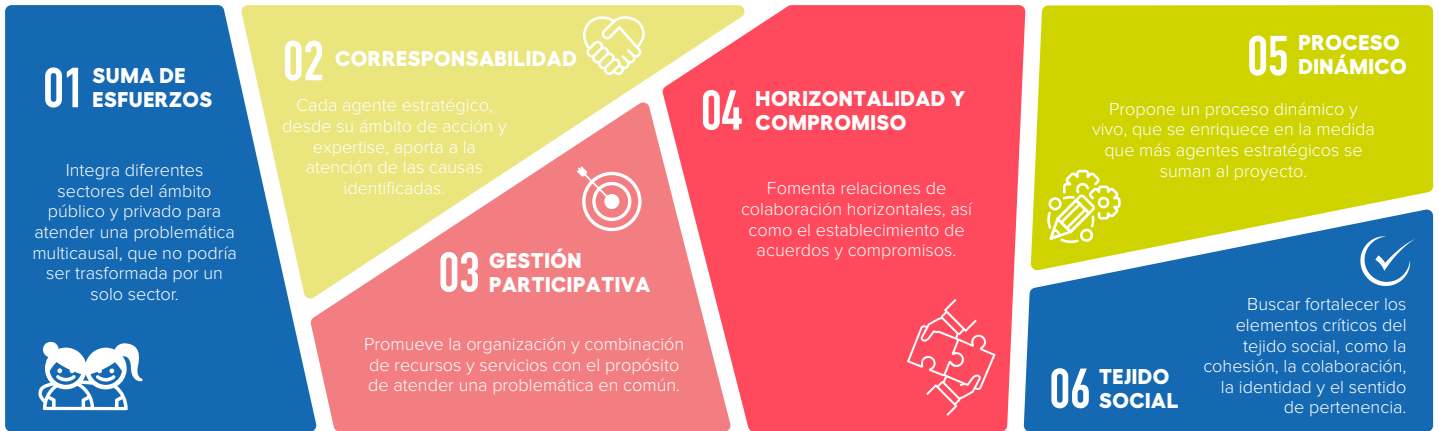 01 SUMA DE
ESFUERZOS
Integra diferentes
sectores del ámbito
público y privado para
atender una problemática
multicausal, que no podría
ser trasformada por un
solo sector.
02 CORRESPONSABILIDAD
Cada agente estratégico,
desde su ámbito de acción y
expertise, aporta a la
atención de las causas
identificadas.
03 GESTIÓN
PARTICIPATIVA
Promueve la organización y combinación
de recursos y servicios con el propósito
de atender una problemática en común.
04 HORIZONTALIDAD Y
COMPROMISO
Fomenta relaciones de
colaboración horizontales, así
como el establecimiento de
acuerdos y compromisos.
05 PROCESO
DINÁMICO
Propone un proceso dinámico y
vivo, que se enriquece en la medida
que más agentes estratégicos se
suman al proyecto.
06 TEJIDO
SOCIAL
Buscar fortalecer los
elementos críticos del
tejido social, como la
cohesión, la colaboración,
la identidad y el sentido
de pertenencia.